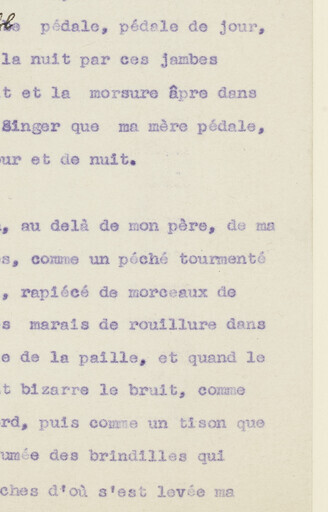 pédale, pédale de jour,
la nuit par ces jambes
t et la morsure âpre dans
Singer que ma mère pédale,
our et de nuit.
, au delà de mon père, de ma
s, comme un péché tourmenté
, rapiécé de morceaux de
s marais de rouillure dans
e de la paille, et quand le
t bizarre le bruit, comme
rd, puis comme un tison que
umée des brindilles qui
ches d'où s'est levée ma